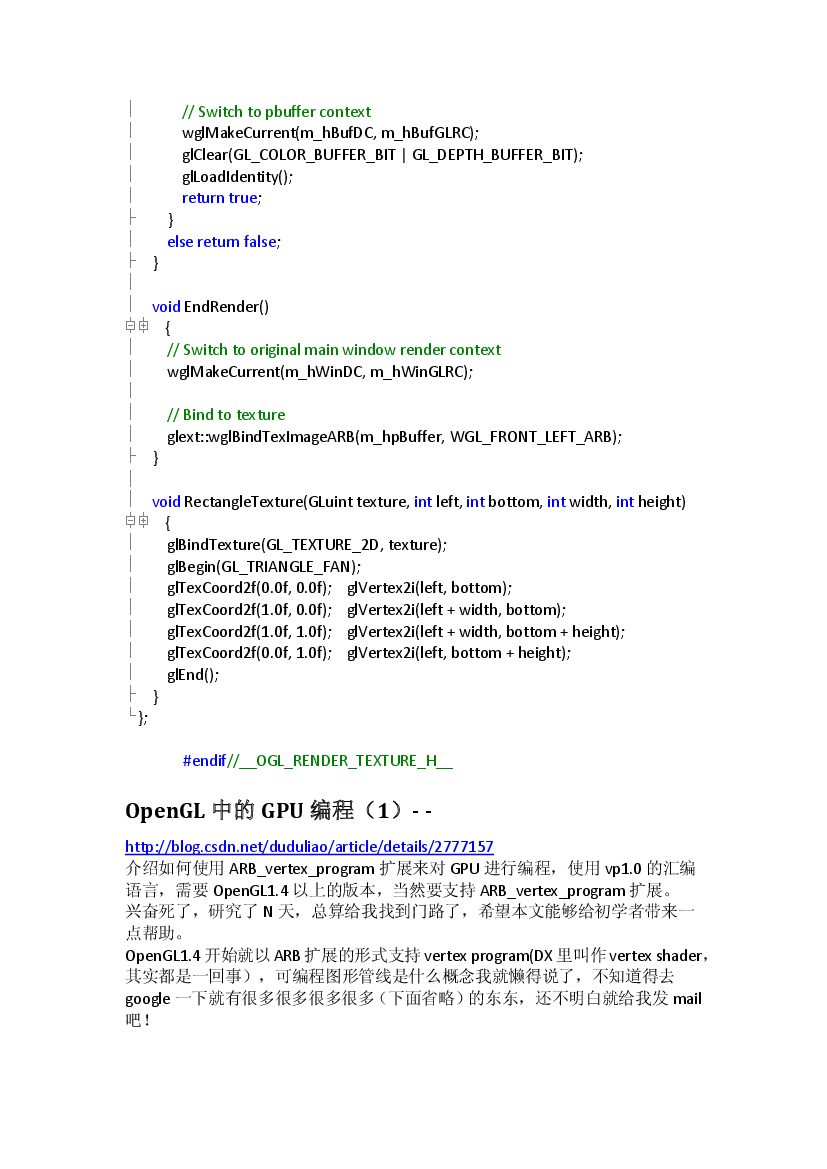 // Switch to pbuffer context
wglMakeCurrent(m_hBufDC, m_hBufGLRC);
glClear(GL_COLOR_BUFFER_BIT | GL_DEPTH_BUFFER_BIT);
glLoadIdentity();
return true;
}
else return false;
}
void EndRender()
{
// Switch to original main window render context
wglMakeCurrent(m_hWinDC, m_hWinGLRC);
// Bind to texture
glext::wglBindTexImageARB(m_hpBuffer, WGL_FRONT_LEFT_ARB);
}
void RectangleTexture(GLuint texture, int left, int bottom, int width, int height)
{
glBindTexture(GL_TEXTURE_2D, texture);
glBegin(GL_TRIANGLE_FAN);
glTexCoord2f(0.0f, 0.0f);    glVertex2i(left, bottom);
glTexCoord2f(1.0f, 0.0f);    glVertex2i(left + width, bottom);
glTexCoord2f(1.0f, 1.0f);    glVertex2i(left + width, bottom + height);
glTexCoord2f(0.0f, 1.0f);    glVertex2i(left, bottom + height);
glEnd();
}
};
#endif//__OGL_RENDER_TEXTURE_H__
OpenGL 中的 GPU 编程（1）- -
http://blog.csdn.net/duduliao/article/details/2777157
介绍如何使用 ARB_vertex_program 扩展来对 GPU 进行编程，使用 vp1.0 的汇编
语言，需要 OpenGL1.4 以上的版本，当然要支持 ARB_vertex_program 扩展。
兴奋死了，研究了 N 天，总算给我找到门路了，希望本文能够给初学者带来一
点帮助。
OpenGL1.4 开始就以 ARB 扩展的形式支持 vertex program(DX 里叫作 vertex shader，
其实都是一回事），可编程图形管线是什么概念我就懒得说了，不知道得去
google 一下就有很多很多很多很多（下面省略）的东东，还不明白就给我发 mail
吧！